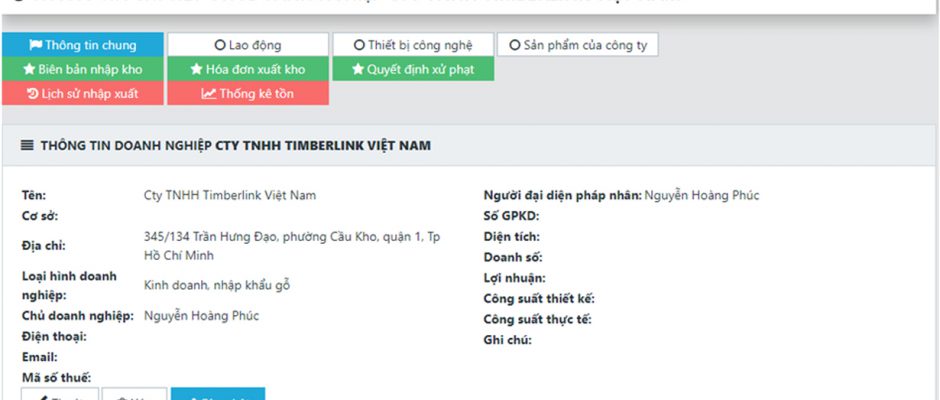 Thông tin chung
Lao động
Thiết bị công nghệ
Sản phẩm của công ty
Biên bản nhập kho
Hóa đơn xuất kho
Quyết định xử phạt
Lịch sử nhập xuất
Thống kê tồn
THÔNG TIN DOANH NGHIỆP CTY TNHH TIMBERLINK VIỆT NAM
Tên: Cty TNHH Timberlink Việt Nam
Cơ sở:
Địa chỉ: 345/134 Trần Hưng Đạo, phường Cầu Kho, quận 1, Tp
Hồ Chí Minh
Loại hình doanh
nghiệp: Kinh doanh, nhập khẩu gỗ
Chủ doanh nghiệp: Nguyễn Hoàng Phúc
Điện thoại:
Email:
Mã số thuế:
Người đại diện pháp nhân: Nguyễn Hoàng Phúc
Số GPKD:
Diện tích:
Doanh số:
Lợi nhuận:
Công suất thiết kế:
Công suất thực tế:
Ghi chú: